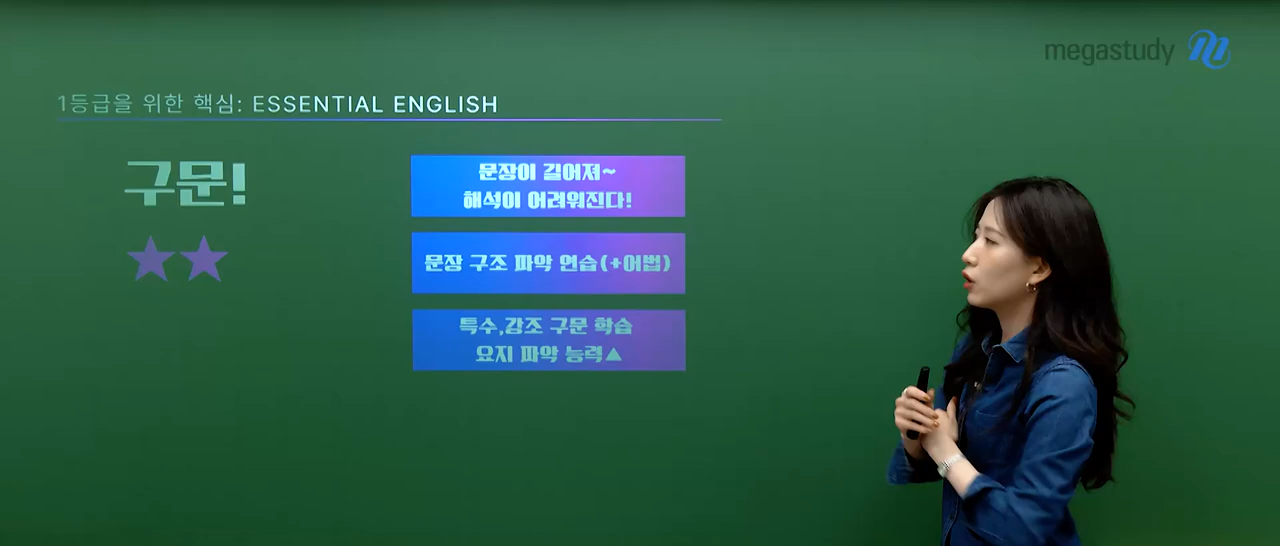 megastudy
1등급을 위한 핵심: ESSENTIAL ENGLISH
구문!
문장이 길어져~
해석이 어려워진다!
문장 구조 파악 연습(+어법)
특수,강조 구문 학습
요지 파악 능력▲